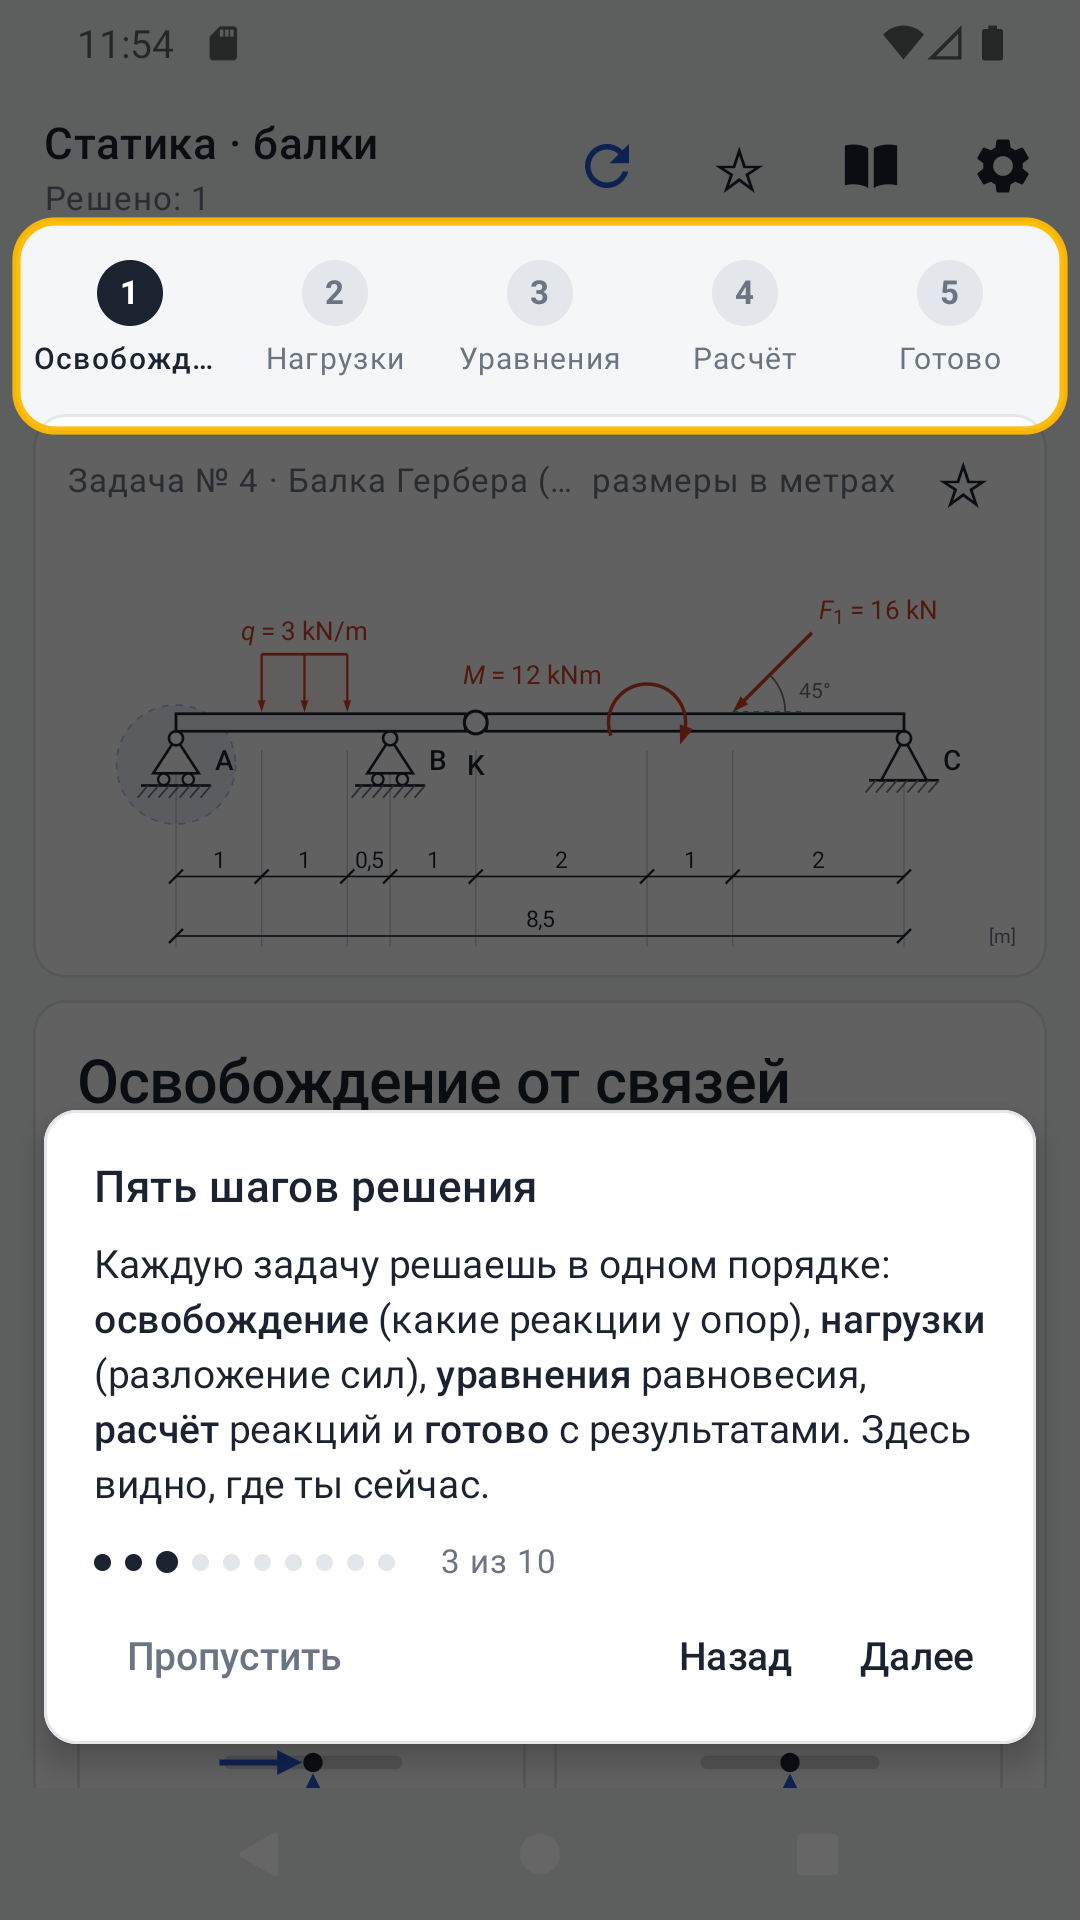 11:54
Статика · балки
Решено: 1
1 2 3 4 5
Освобожд... Нагрузки Уравнения Расчёт Готово
Задача № 4 · Балка Гербера (... размеры в метрах
F1 = 16 kN
q = 3 kN/m
M = 12 kNm
45°
A B K C
1 1 0,5 1 2 1 2
8,5
[m]
Освобождение от связей
Пять шагов решения
Каждую задачу решаешь в одном порядке:
освобождение (какие реакции у опор), нагрузки
(разложение сил), уравнения равновесия,
расчёт реакций и готово с результатами. Здесь
видно, где ты сейчас.
3 из 10
Пропустить Назад Далее